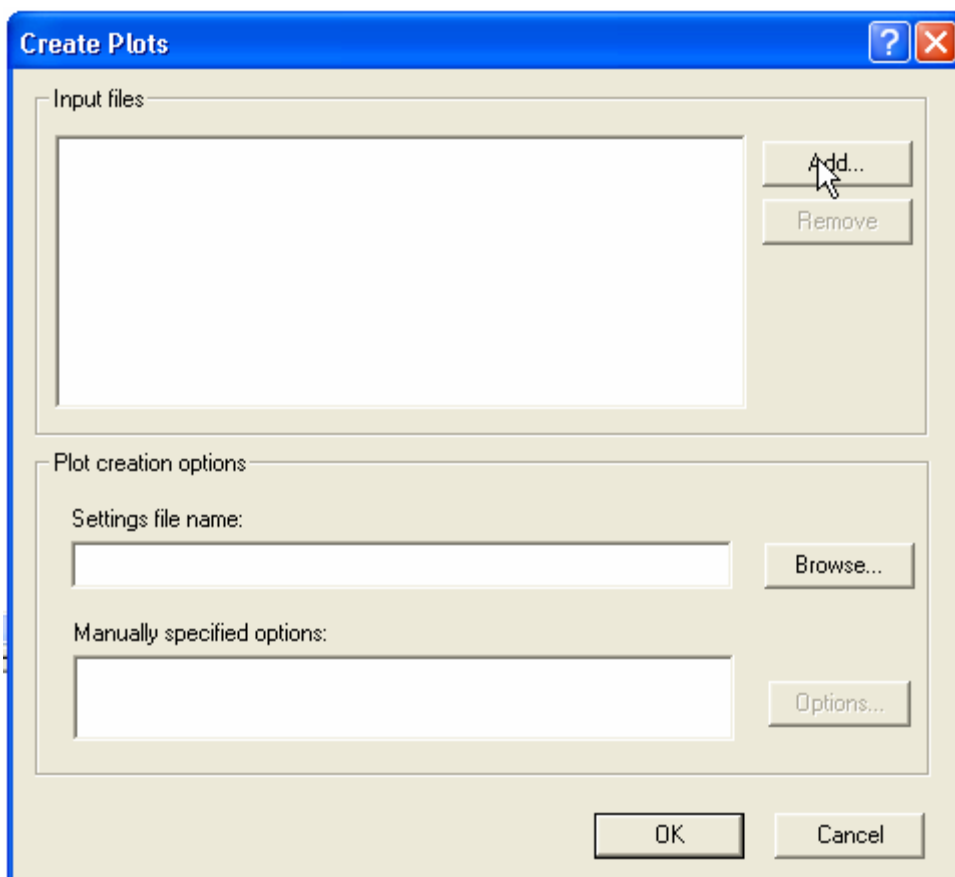 Create Plots
Input files
Add...
Remove
Plot creation options
Settings file name:
Browse...
Manually specified options:
Options...
OK
Cancel